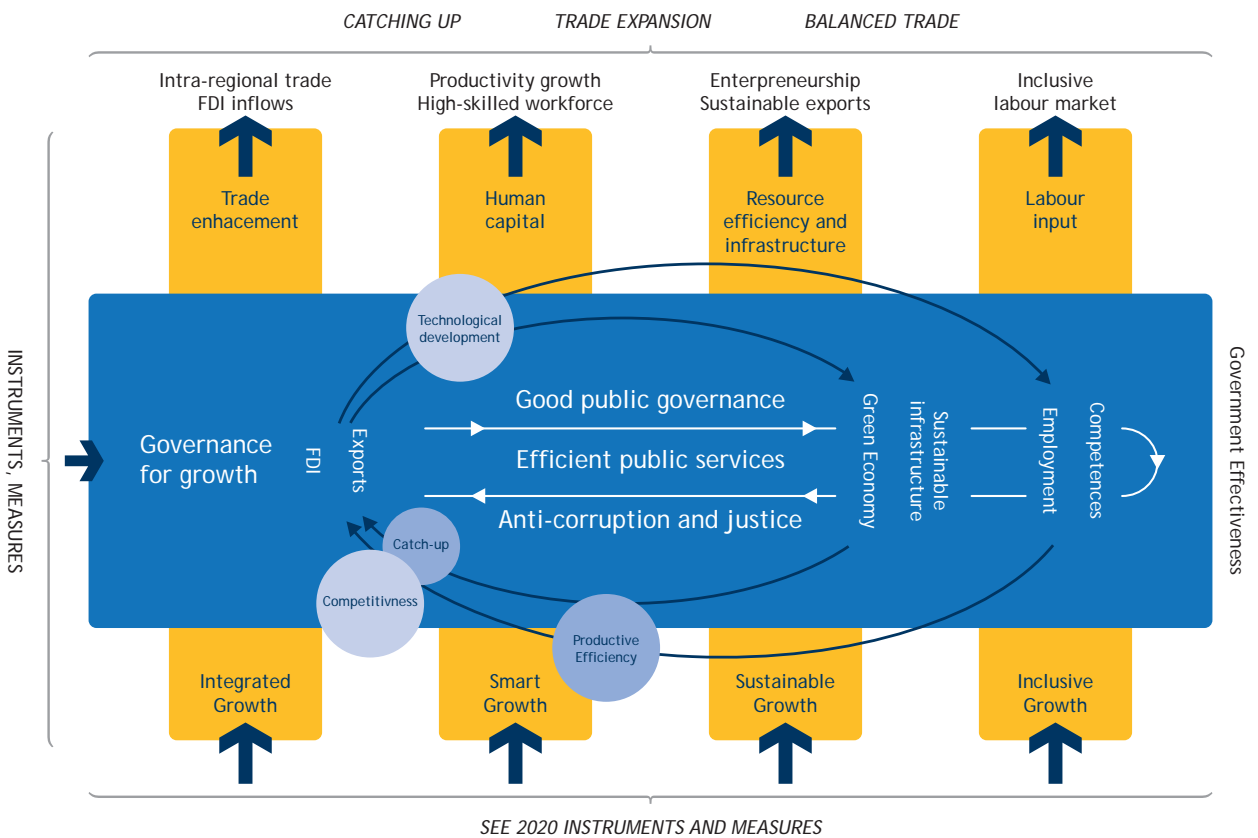 CATCHING UP
TRADE EXPANSION
BALANCED TRADE
Intra-regional trade
FDI inflows
Productivity growth
High-skilled workforce
Enterpreneurship
Sustainable exports
Inclusive
labour market
Trade
enhacement
Human
capital
Resource
efficiency and
infrastructure
Labour
input
Technological
development
INSTRUMENTS, MEASURES
Governance
for growth
FDI
Exports
Good public governance
Efficient public services
Anti-corruption and justice
Green Economy
Sustainable
infrastructure
Employment
Competences
Government Effectiveness
Catch-up
Competitivness
Productive
Efficiency
Integrated
Growth
Smart
Growth
Sustainable
Growth
Inclusive
Growth
SEE 2020 INSTRUMENTS AND MEASURES